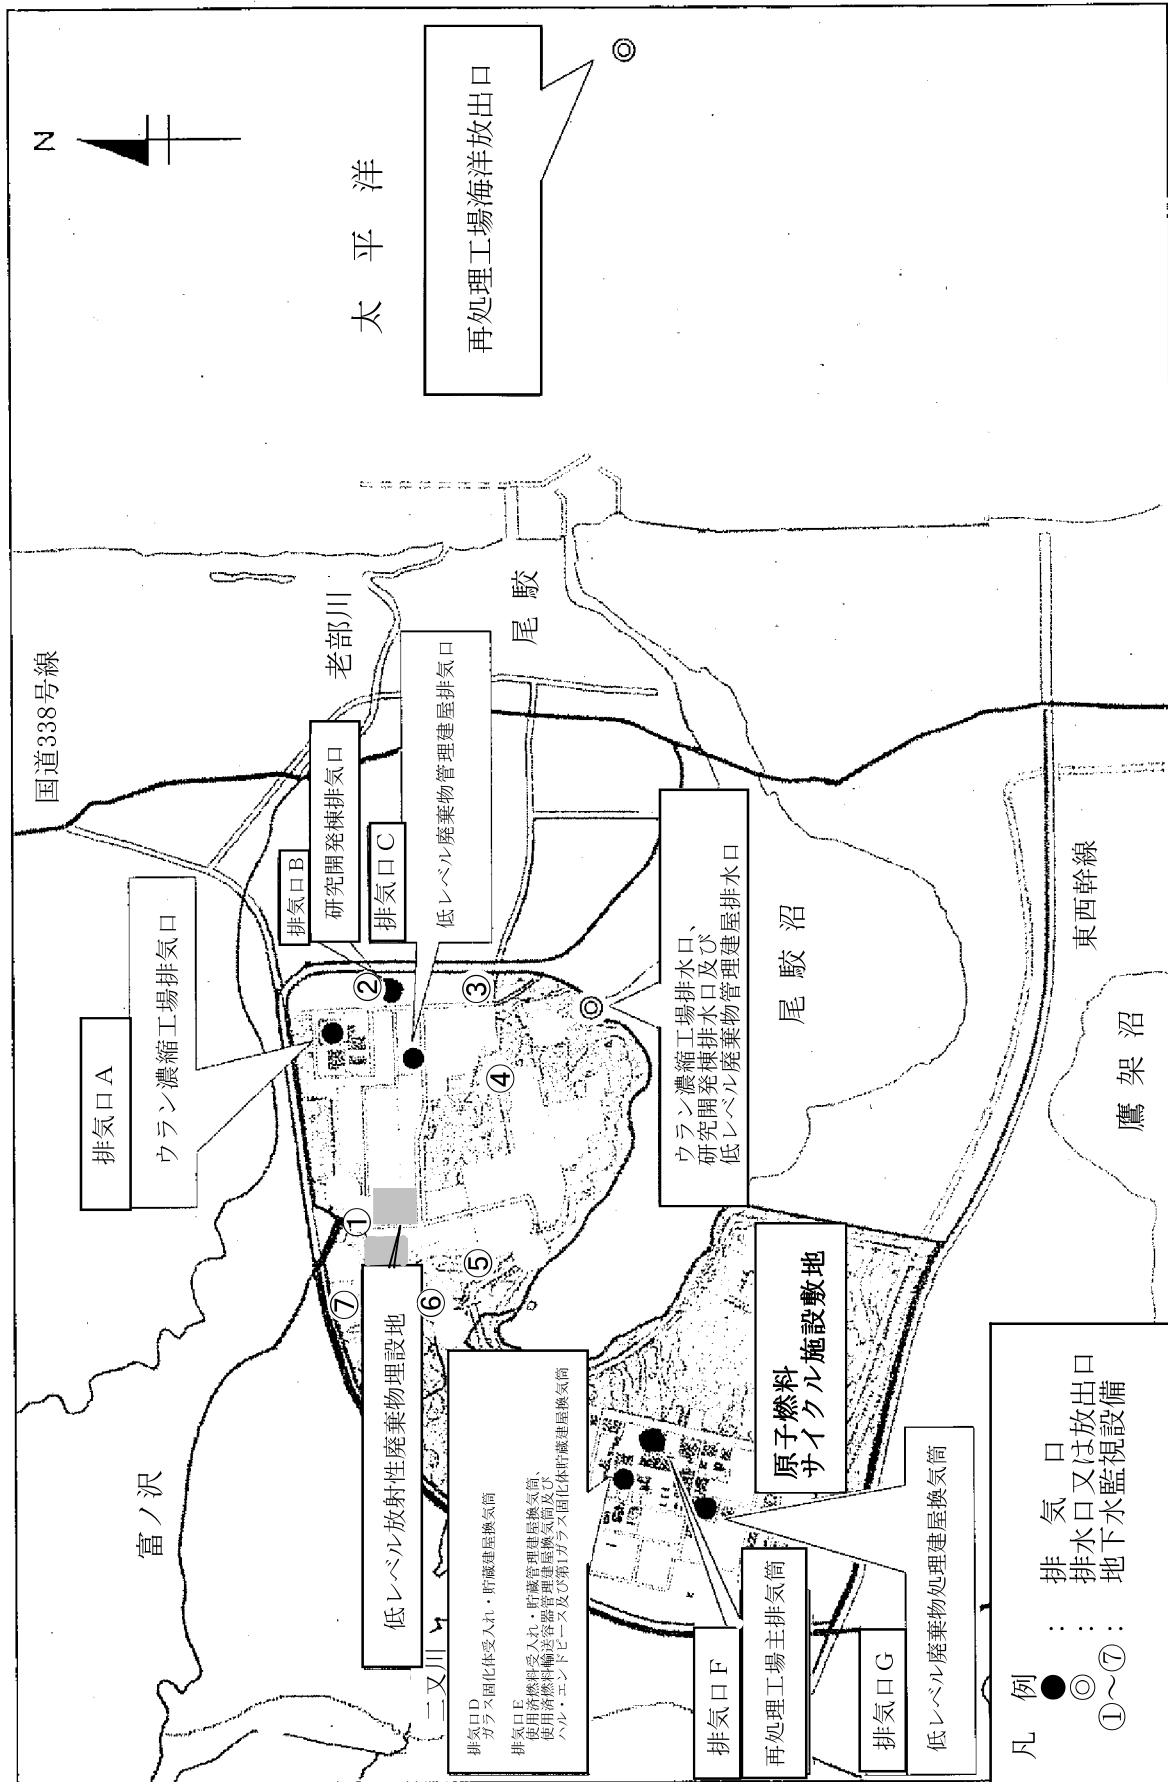 N
国道338号線
太平洋
再処理工場海洋放出口
富ノ沢
排気口A
ウラン濃縮工場排気口
排気口B
研究開発棟排気口
老部川
排気口C
低レベル廃棄物管理建屋排気口
尾駮
①
②
③
④
⑤
⑥
⑦
低レベル放射性廃棄物埋設地
二又川
排気口D
ガラス固化体受入れ・貯蔵建屋換気筒
排気口E
使用済燃料受入れ・貯蔵管理建屋換気筒、
使用済燃料輸送容器管理建屋換気筒及び
ハル・エンドピース及び第1ガラス固化体貯蔵建屋換気筒
ウラン濃縮工場排水口、
研究開発棟排水口及び
低レベル廃棄物管理建屋排水口
尾駮沼
原子燃料
サイクル施設敷地
排気口F
再処理工場主排気筒
排気口G
低レベル廃棄物処理建屋換気筒
東西幹線
鷹架沼
凡例
● : 排気口
◎ : 排水口又は放出口
①~⑦ : 地下水監視設備